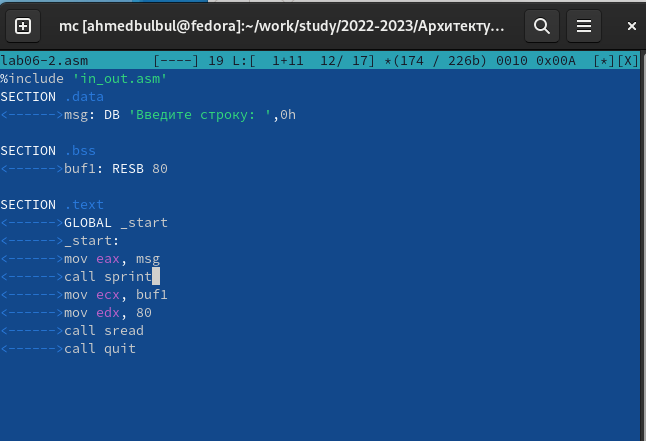 mc [ahmedbulbul@fedora]:~/work/study/2022-2023/Архитекту...
lab06-2.asm [----] 19 L:[ 1+11 12/ 17] *(174 / 226b) 0010 0x00A [*][X]
%include 'in_out.asm'
SECTION .data
<------>msg: DB 'Введите строку: ',0h
SECTION .bss
<------>buf1: RESB 80
SECTION .text
<------>GLOBAL _start
<------>_start:
<------>mov eax, msg
<------>call sprint
<------>mov ecx, buf1
<------>mov edx, 80
<------>call sread
<------>call quit